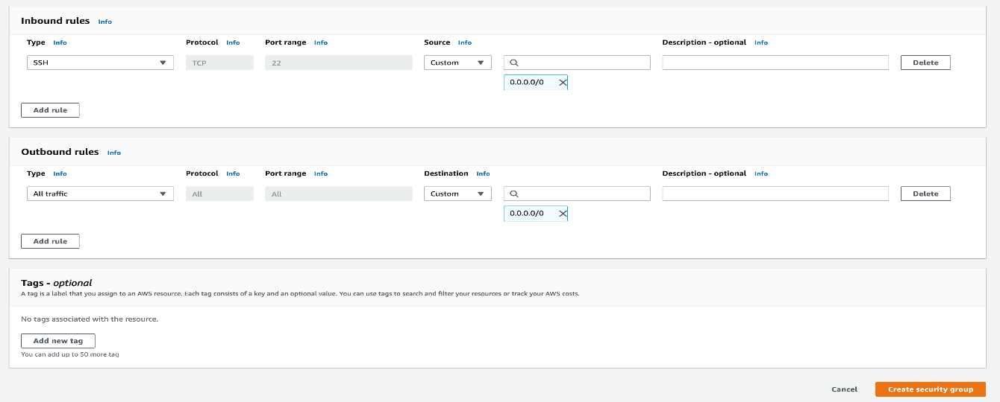 Inbound rules Info
Type Info Protocol Info Port range Info Source Info Description - optional Info
SSH TCP 22 Custom Delete
0.0.0.0/0
Add rule
Outbound rules Info
Type Info Protocol Info Port range Info Destination Info Description - optional Info
All traffic All All Custom Delete
0.0.0.0/0
Add rule
Tags - optional
A tag is a label that you assign to an AWS resource. Each tag consists of a key and an optional value. You can use tags to search and filter your resources or track your AWS costs.
No tags associated with the resource.
Add new tag
You can add up to 50 more tag
Cancel Create security group